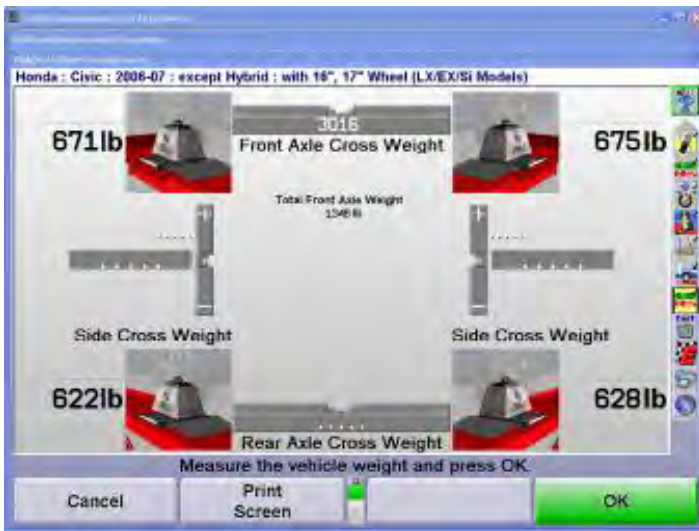 Honda : Civic : 2006-07 : except Hybrid : with 16", 17" Wheel (LX/EX/Si Models)
671lb
3016
675lb
Front Axle Cross Weight
Total Front Axle Weight
1346 lb
Side Cross Weight
Side Cross Weight
622lb
628lb
Rear Axle Cross Weight
Measure the vehicle weight and press OK.
Cancel
Print
Screen
OK